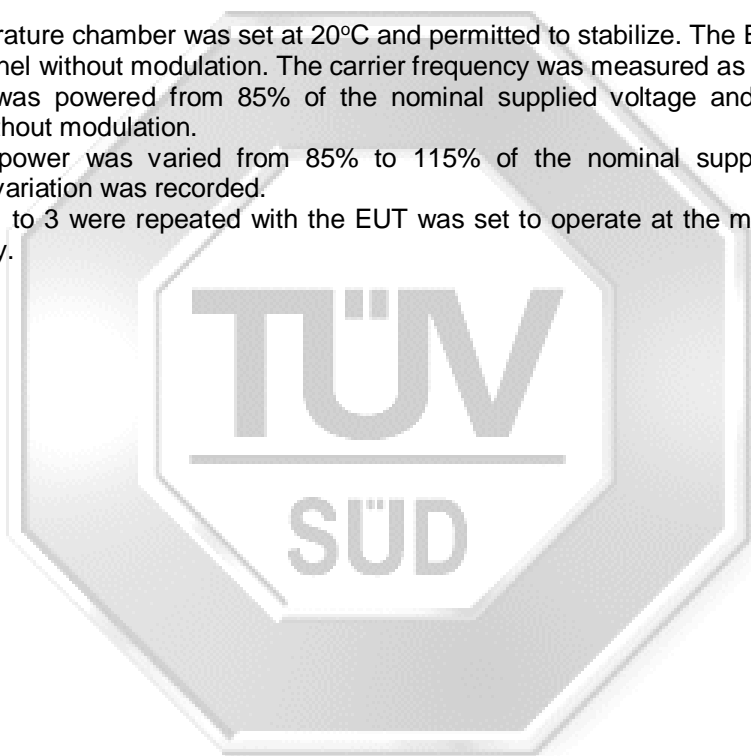 rature chamber was set at 20°C and permitted to stabilize. The E
nel without modulation. The carrier frequency was measured as
was powered from 85% of the nominal supplied voltage and
hout modulation.
power was varied from 85% to 115% of the nominal supp
variation was recorded.
to 3 were repeated with the EUT was set to operate at the m
y.
TÜV
SÜD